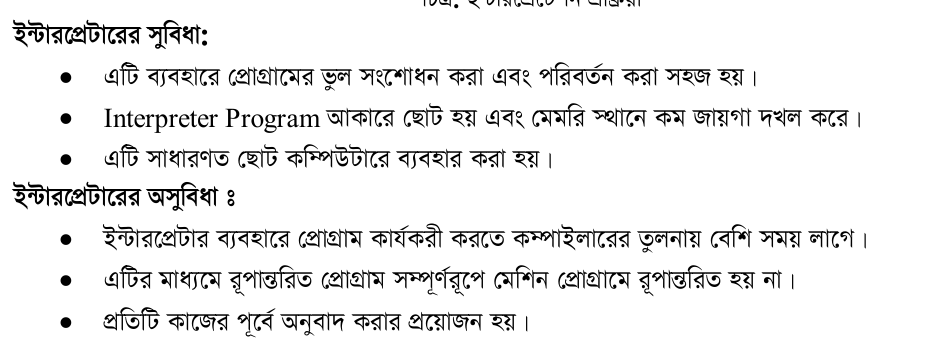 ইন্টারপ্রেটারের সুবিধা:
● এটি ব্যবহারে প্রোগ্রামের ভুল সংশোধন করা এবং পরিবর্তন করা সহজ হয়।
● Interpreter Program আকারে ছোট হয় এবং মেমরি স্থানে কম জায়গা দখল করে।
● এটি সাধারণত ছোট কম্পিউটারে ব্যবহার করা হয়।
ইন্টারপ্রেটারের অসুবিধা ঃ
● ইন্টারপ্রেটার ব্যবহারে প্রোগ্রাম কার্যকরী করতে কম্পাইলারের তুলনায় বেশি সময় লাগে।
● এটির মাধ্যমে রূপান্তরিত প্রোগ্রাম সম্পূর্ণরূপে মেশিন প্রোগ্রামে রূপান্তরিত হয় না।
● প্রতিটি কাজের পূর্বে অনুবাদ করার প্রয়োজন হয়।